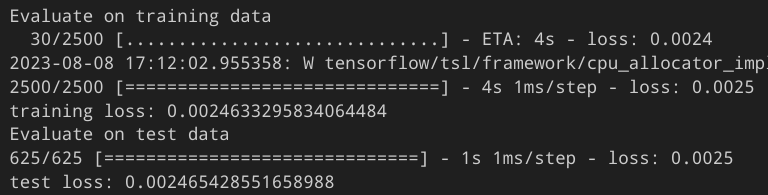 Evaluate on training data
30/2500 [..............................] - ETA: 4s - loss: 0.0024
2023-08-08 17:12:02.955358: W tensorflow/tsl/framework/cpu_allocator_impl
2500/2500 [==============================] - 4s 1ms/step - loss: 0.0025
training loss: 0.0024633295834064484
Evaluate on test data
625/625 [==============================] - 1s 1ms/step - loss: 0.0025
test loss: 0.002465428551658988